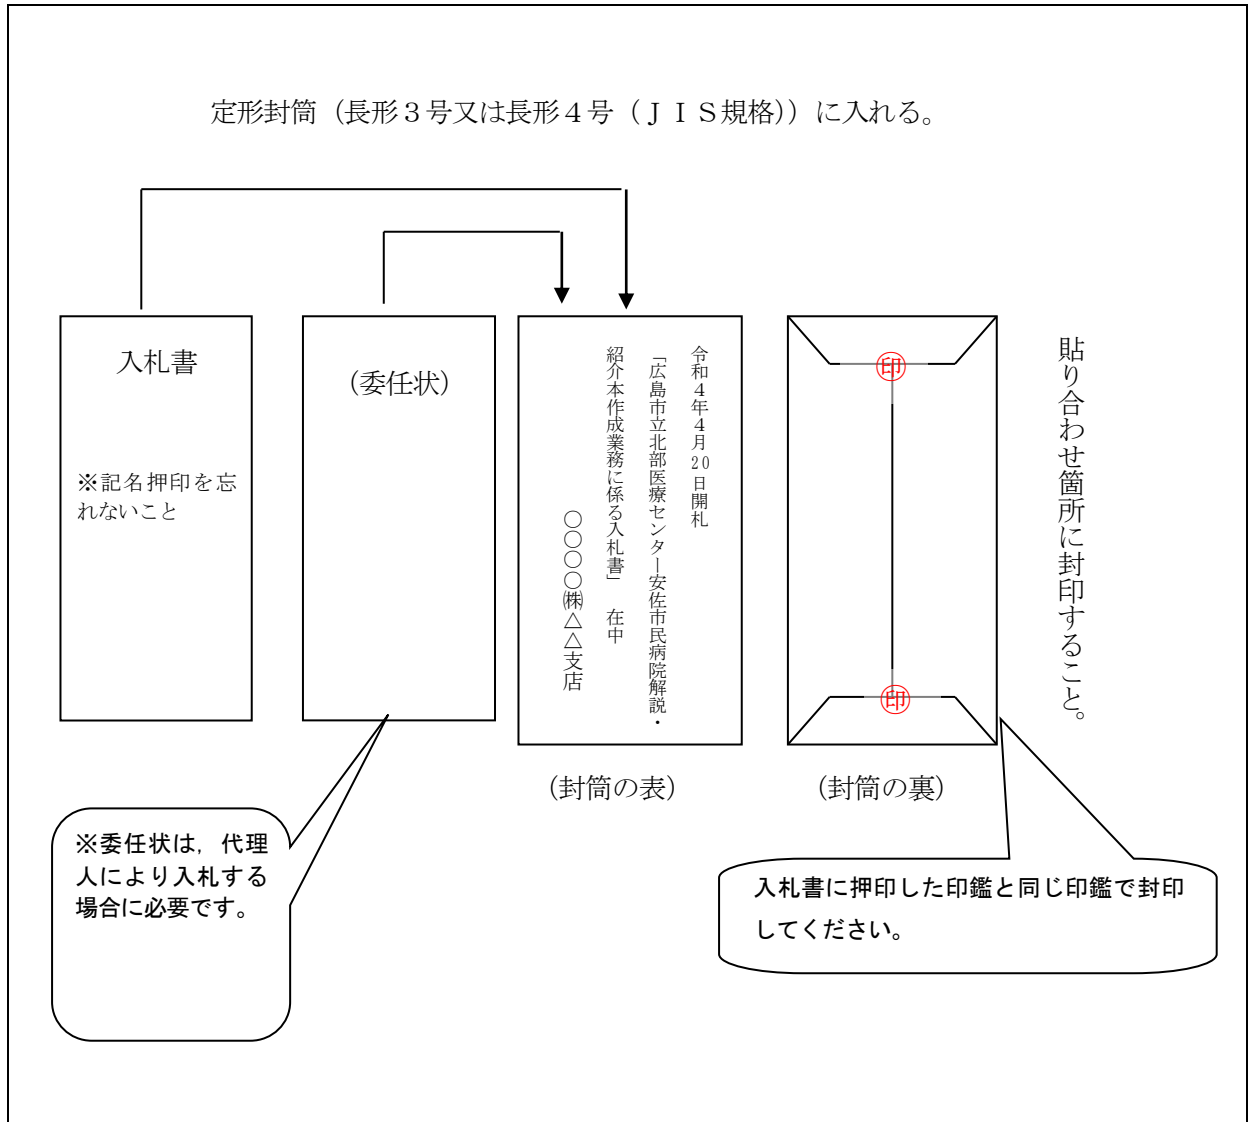 定形封筒（長形３号又は長形４号（ＪＩＳ規格））に入れる。
入札書
※記名押印を忘
れないこと
（委任状）
令和４年４月20日開札
「広島市立北部医療センター安佐市民病院解説・
紹介本作成業務に係る入札書」　在中
○○○○㈱△△支店
印
印
貼り合わせ箇所に封印すること。
（封筒の表）
（封筒の裏）
※委任状は，代理
人により入札する
場合に必要です。
入札書に押印した印鑑と同じ印鑑で封印
してください。